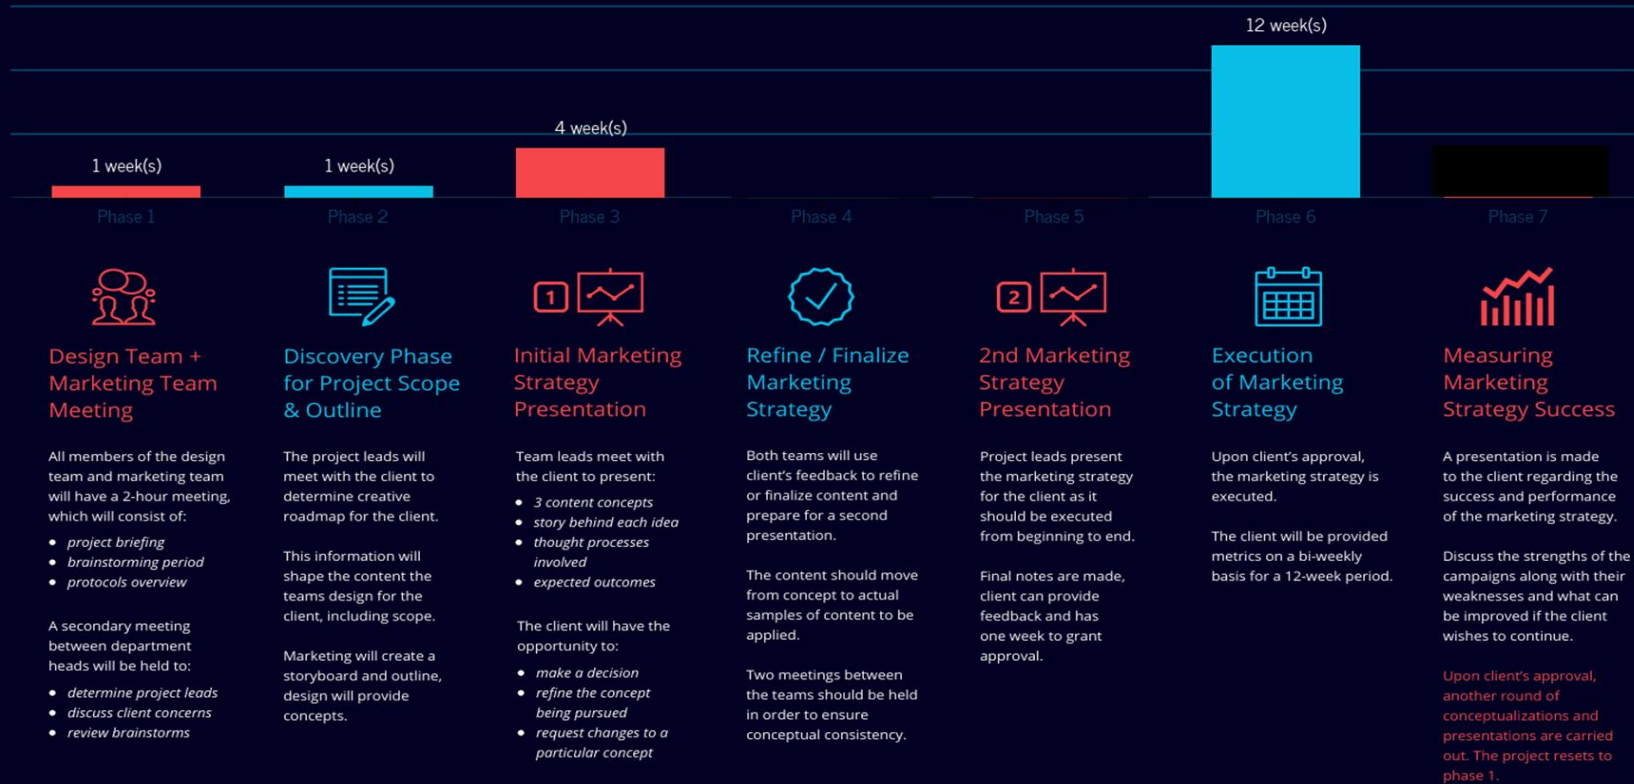 12 week(s)
4 week(s)
1 week(s)
1 week(s)
Phase 1
Phase 2
Phase 3
Phase 4
Phase 5
Phase 6
Phase 7
1
2
Design Team +
Marketing Team
Meeting
All members of the design
team and marketing team
will have a 2-hour meeting,
which will consist of:
• project briefing
• brainstorming period
• protocols overview
A secondary meeting
between department
heads will be held to:
• determine project leads
• discuss client concerns
• review brainstorms
Discovery Phase
for Project Scope
& Outline
The project leads will
meet with the client to
determine creative
roadmap for the client.
This information will
shape the content the
teams design for the
client, including scope.
Marketing will create a
storyboard and outline,
design will provide
concepts.
Initial Marketing
Strategy
Presentation
Team leads meet with
the client to present:
• 3 content concepts
• story behind each idea
• thought processes
involved
• expected outcomes
The client will have the
opportunity to:
• make a decision
• refine the concept
being pursued
• request changes to a
particular concept
Refine / Finalize
Marketing
Strategy
Both teams will use
client's feedback to refine
or finalize content and
prepare for a second
presentation.
The content should move
from concept to actual
samples of content to be
applied.
Two meetings between
the teams should be held
in order to ensure
conceptual consistency.
2nd Marketing
Strategy
Presentation
Project leads present
the marketing strategy
for the client as it
should be executed
from beginning to end.
Final notes are made,
client can provide
feedback and has
one week to grant
approval.
Execution
of Marketing
Strategy
Upon client's approval,
the marketing strategy is
executed.
The client will be provided
metrics on a bi-weekly
basis for a 12-week period.
Measuring
Marketing
Strategy Success
A presentation is made
to the client regarding the
success and performance
of the marketing strategy.
Discuss the strengths of the
campaigns along with their
weaknesses and what can
be improved if the client
wishes to continue.
Upon client's approval,
another round of
conceptualizations and
presentations are carried
out. The project resets to
phase 1.